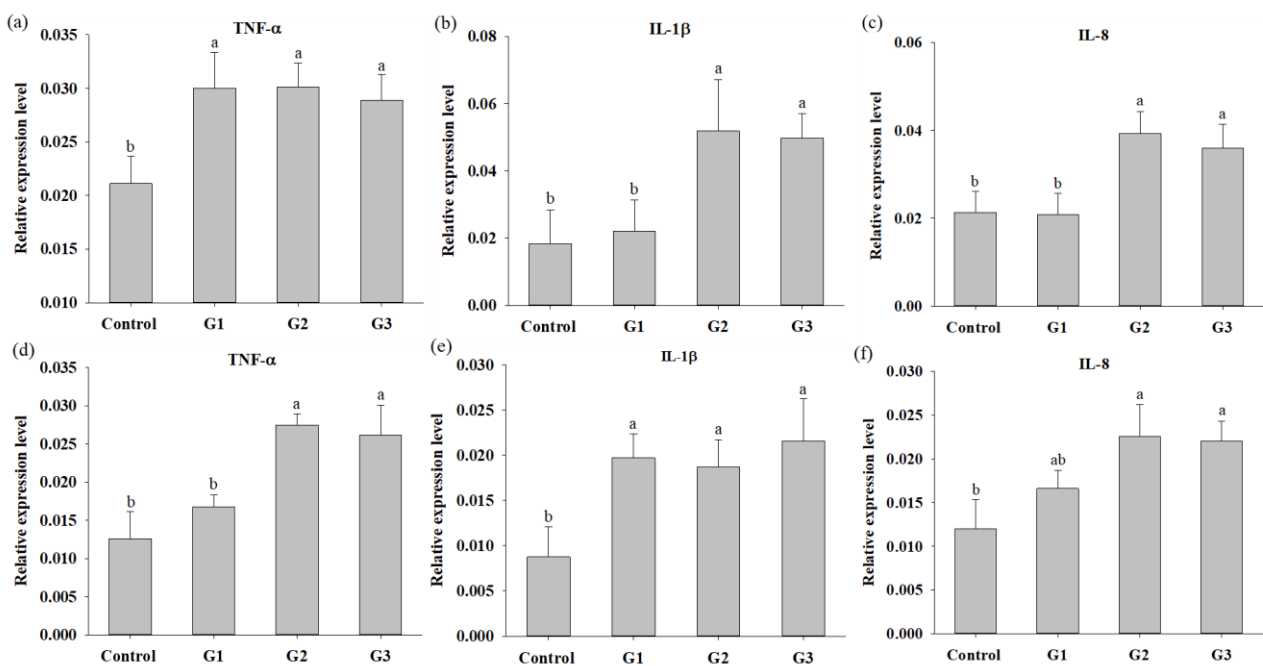 (a)
TNF-α
Relative expression level
0.035
0.030
0.025
0.020
0.015
0.010
b
a
a
a
Control G1 G2 G3
(b)
IL-1β
Relative expression level
0.08
0.06
0.04
0.02
0.00
b
b
a
a
Control G1 G2 G3
(c)
IL-8
Relative expression level
0.06
0.04
0.02
0.00
b
b
a
a
Control G1 G2 G3
(d)
TNF-α
Relative expression level
0.035
0.030
0.025
0.020
0.015
0.010
0.005
0.000
b
b
a
a
Control G1 G2 G3
(e)
IL-1β
Relative expression level
0.030
0.025
0.020
0.015
0.010
0.005
0.000
b
a
a
a
Control G1 G2 G3
(f)
IL-8
Relative expression level
0.030
0.025
0.020
0.015
0.010
0.005
0.000
b
ab
a
a
Control G1 G2 G3